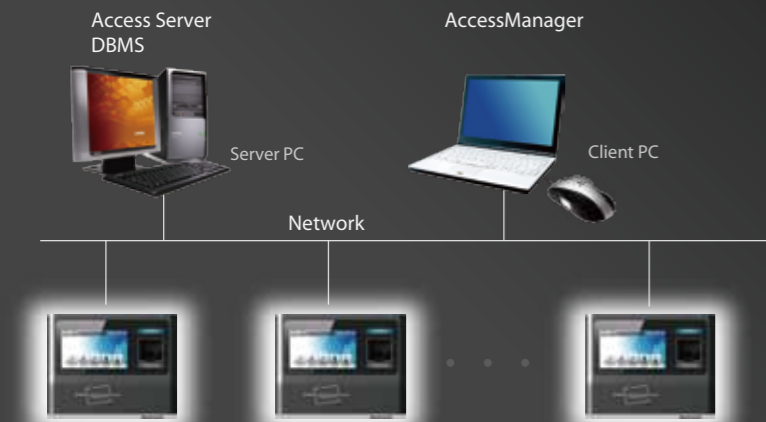 Access Server
DBMS
AccessManager
Server PC
Client PC
Network